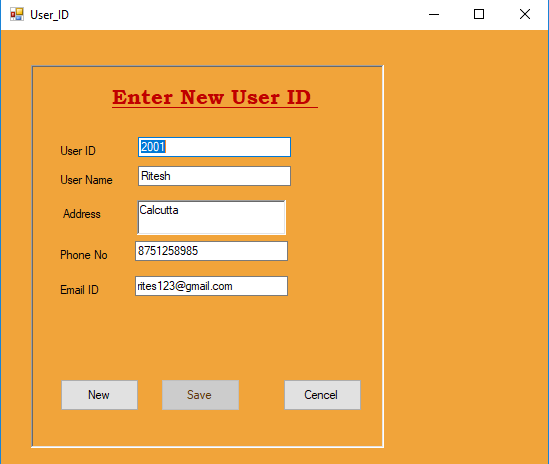 User_ID
Enter New User ID
User ID 2001
User Name Ritesh
Address Calcutta
Phone No 8751258985
Email ID rites123@gmail.com
New Save Cencel